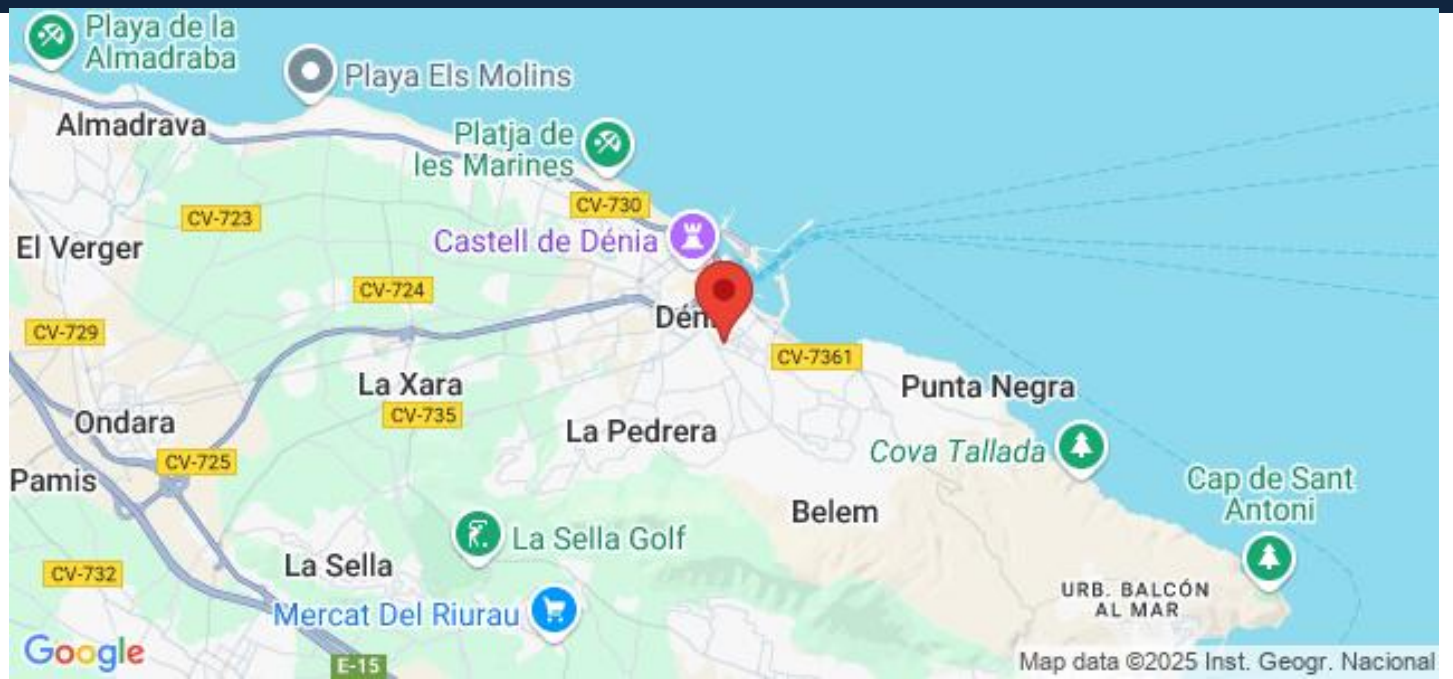 Playa de la
Almadraba
Playa Els Molins
Almadrava
Platja de
les Marines
CV-723
CV-730
El Verger
Castell de Dénia
CV-724
CV-729
CV-7361
La Xara
Punta Negra
CV-735
Ondara
La Pedrera
Cova Tallada
CV-725
Pamis
Cap de Sant
Antoni
Belem
La Sella Golf
La Sella
CV-732
URB. BALCÓN
AL MAR
Mercat Del Riurau
Google
E-15
Map data ©2025 Inst. Geogr. Nacional